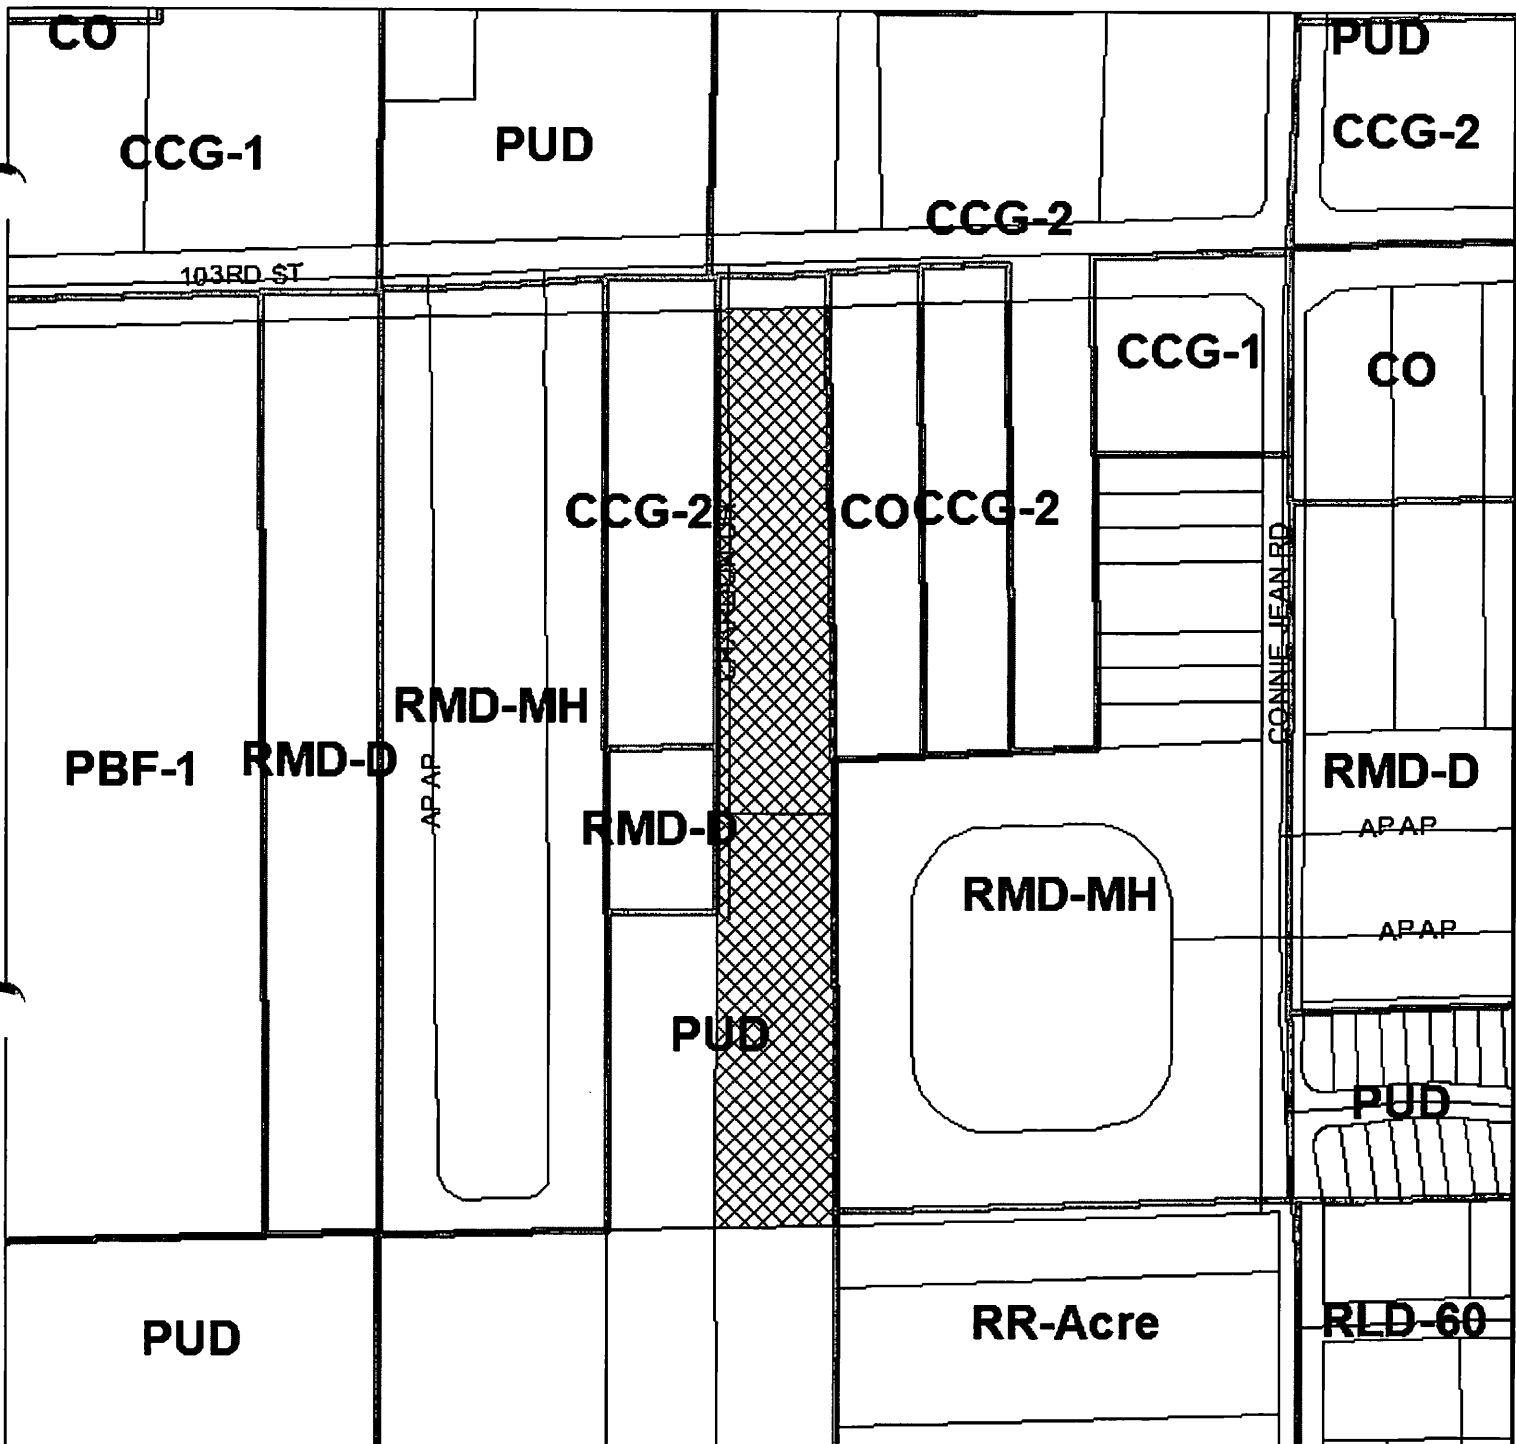 CO
PUD
CCG-1
PUD
CCG-2
CCG-2
103RD ST
CCG-1
CO
CCG-2
CO
CCG-2
CONNIE JEAN RD
RMD-MH
PBF-1
RMD-D
AP AP
RMD-D
RMD-D
AP AP
RMD-MH
AP AP
PUD
PUD
RR-Acre
RLD-60
PUD